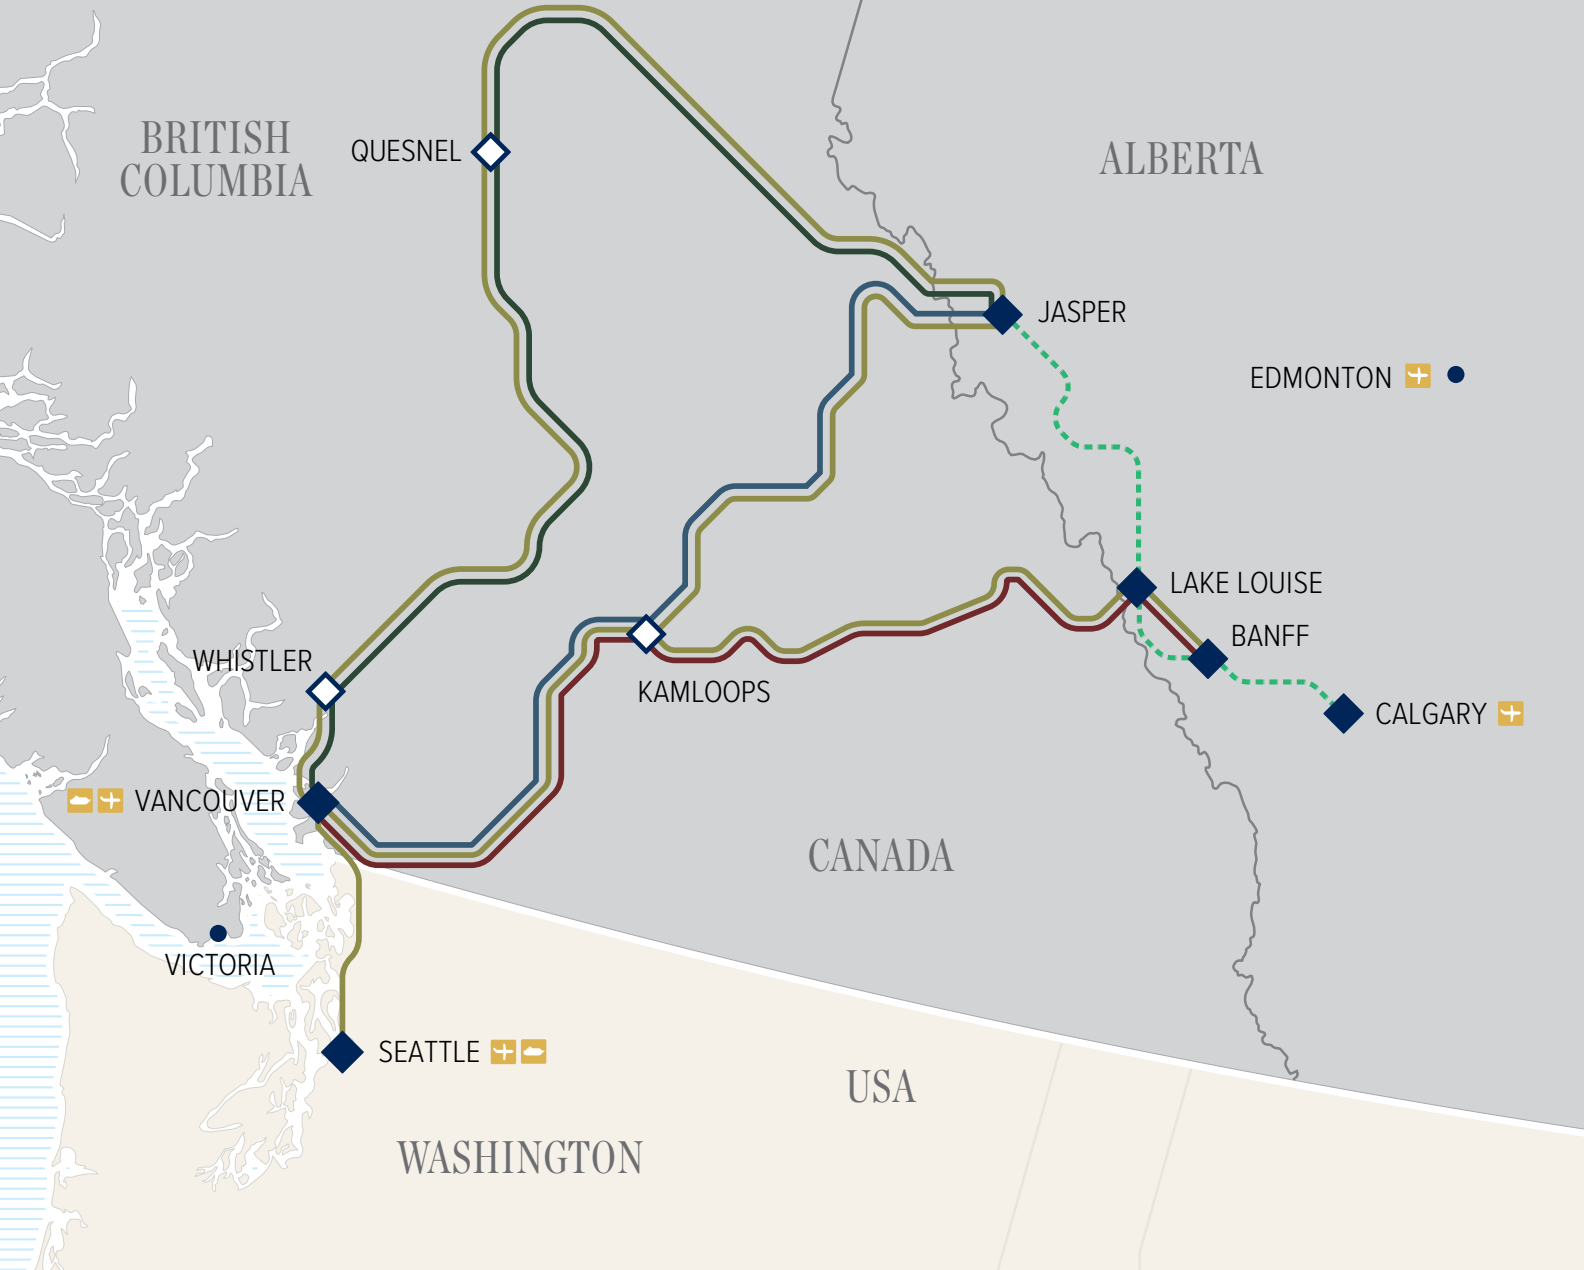 BRITISH
COLUMBIA
QUESNEL
ALBERTA
JASPER
EDMONTON
LAKE LOUISE
BANFF
WHISTLER
KAMLOOPS
CALGARY
VANCOUVER
CANADA
VICTORIA
SEATTLE
USA
WASHINGTON